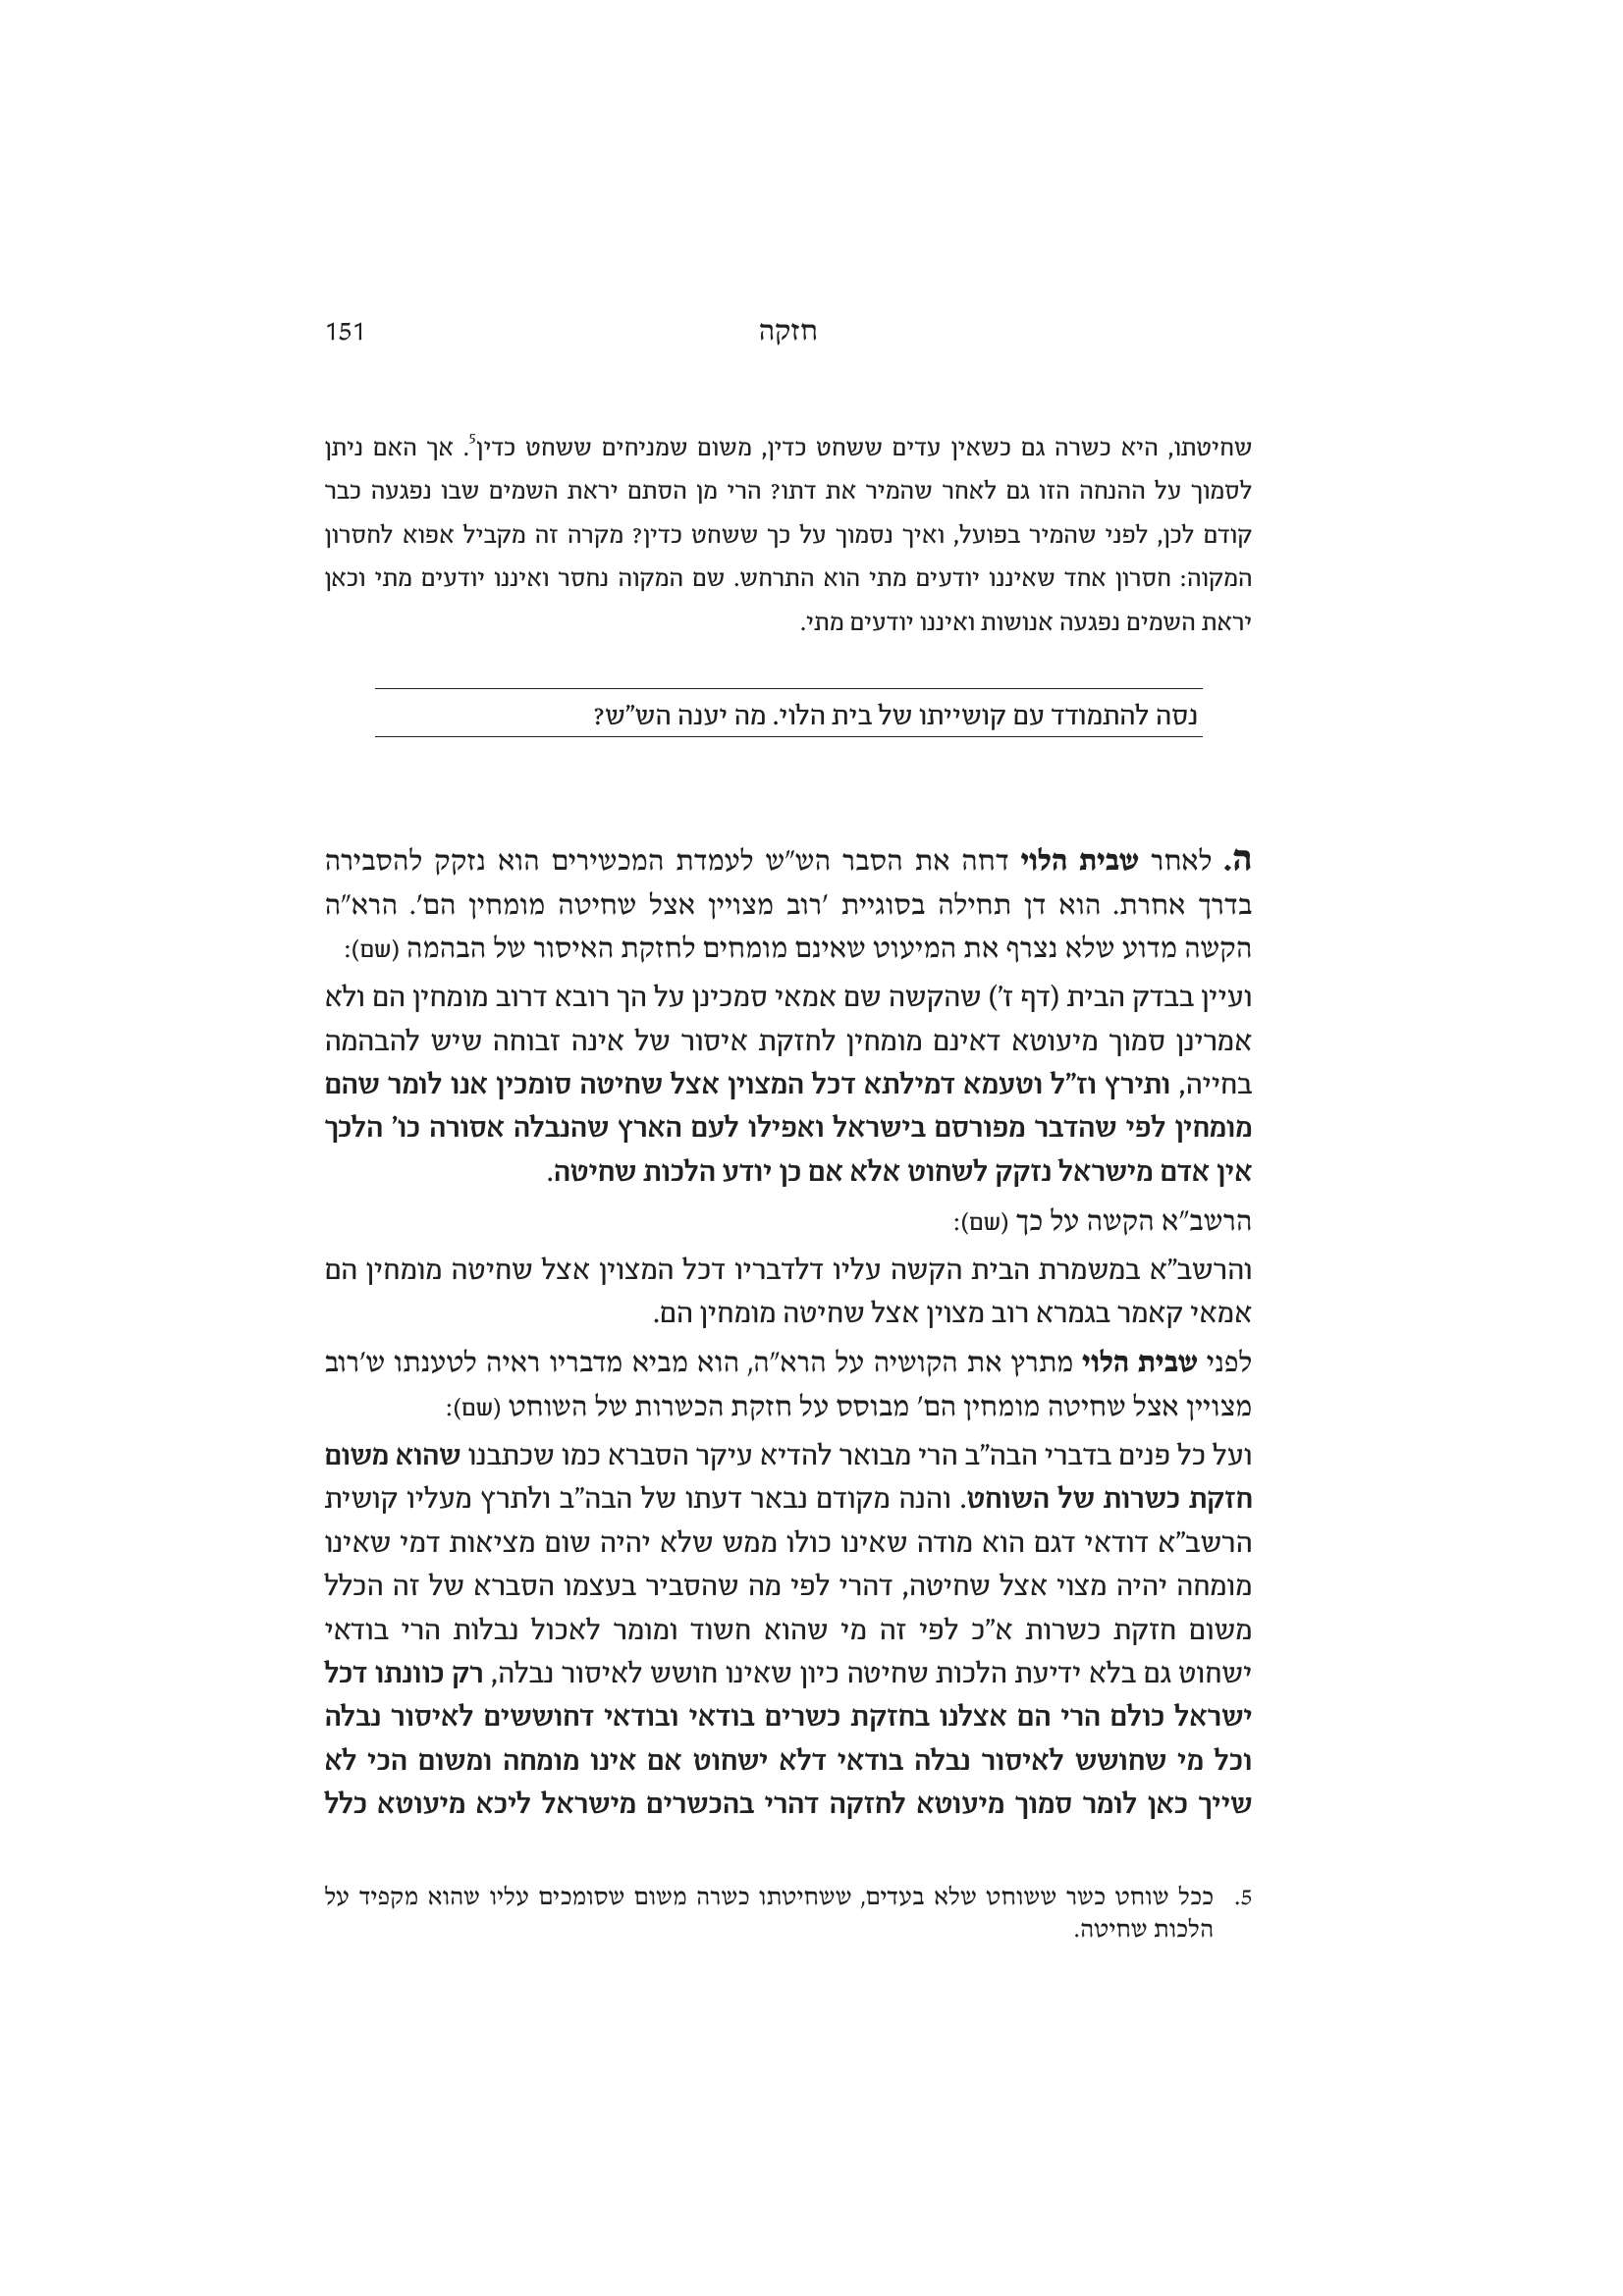 חזקה 151
שחיטתו, היא כשרה גם כשאין עדים ששחט כדין, משום שמניחים ששחט כדין5. אך האם ניתן
לסמוך על ההנחה הזו גם לאחר שהמיר את דתו? הרי מן הסתם יראת השמים שבו נפגעה כבר
קודם לכן, לפני שהמיר בפועל, ואיך נסמוך על כך ששחט כדין? מקרה זה מקביל אפוא לחסרון
המקוה: חסרון אחד שאיננו יודעים מתי הוא התרחש. שם המקוה נחסר ואיננו יודעים מתי וכאן
יראת השמים נפגעה אנושות ואיננו יודעים מתי.
נסה להתמודד עם קושייתו של בית הלוי. מה יענה הש"ש?
ה. לאחר שבית הלוי דחה את הסבר הש"ש לעמדת המכשירים הוא נזקק להסבירה
בדרך אחרת. הוא דן תחילה בסוגיית 'רוב מצויין אצל שחיטה מומחין הם'. הרא"ה
הקשה מדוע שלא נצרף את המיעוט שאינם מומחים לחזקת האיסור של הבהמה (שם):
ועיין בבדק הבית (דף ז') שהקשה שם אמאי סמכינן על הך רובא דרוב מומחין הם ולא
אמרינן סמוך מיעוטא דאינם מומחין לחזקת איסור של אינה זבוחה שיש להבהמה
בחייה, ותירץ וז"ל וטעמא דמילתא דכל המצוין אצל שחיטה סומכין אנו לומר שהם
מומחין לפי שהדבר מפורסם בישראל ואפילו לעם הארץ שהנבלה אסורה כו' הלכך
אין אדם מישראל נזקק לשחוט אלא אם כן יודע הלכות שחיטה.
הרשב"א הקשה על כך (שם):
והרשב"א במשמרת הבית הקשה עליו דלדבריו דכל המצוין אצל שחיטה מומחין הם
אמאי קאמר בגמרא רוב מצוין אצל שחיטה מומחין הם.
לפני שבית הלוי מתרץ את הקושיה על הרא"ה, הוא מביא מדבריו ראיה לטענתו ש'רוב
מצויין אצל שחיטה מומחין הם' מבוסס על חזקת הכשרות של השוחט (שם):
ועל כל פנים בדברי הבה"ב הרי מבואר להדיא עיקר הסברא כמו שכתבנו שהוא משום
חזקת כשרות של השוחט. והנה מקודם נבאר דעתו של הבה"ב ולתרץ מעליו קושית
הרשב"א דודאי דגם הוא מודה שאינו כולו ממש שלא יהיה שום מציאות דמי שאינו
מומחה יהיה מצוי אצל שחיטה, דהרי לפי מה שהסביר בעצמו הסברא של זה הכלל
משום חזקת כשרות א"כ לפי זה מי שהוא חשוד ומומר לאכול נבלות הרי בודאי
ישחוט גם בלא ידיעת הלכות שחיטה כיון שאינו חושש לאיסור נבלה, רק כוונתו דכל
ישראל כולם הרי הם אצלנו בחזקת כשרים בודאי ובודאי דחוששים לאיסור נבלה
וכל מי שחושש לאיסור נבלה בודאי דלא ישחוט אם אינו מומחה ומשום הכי לא
שייך כאן לומר סמוך מיעוטא לחזקה דהרי בהכשרים מישראל ליכא מיעוטא כלל
5. ככל שוחט כשר ששוחט שלא בעדים, ששחיטתו כשרה משום שסומכים עליו שהוא מקפיד על
הלכות שחיטה.